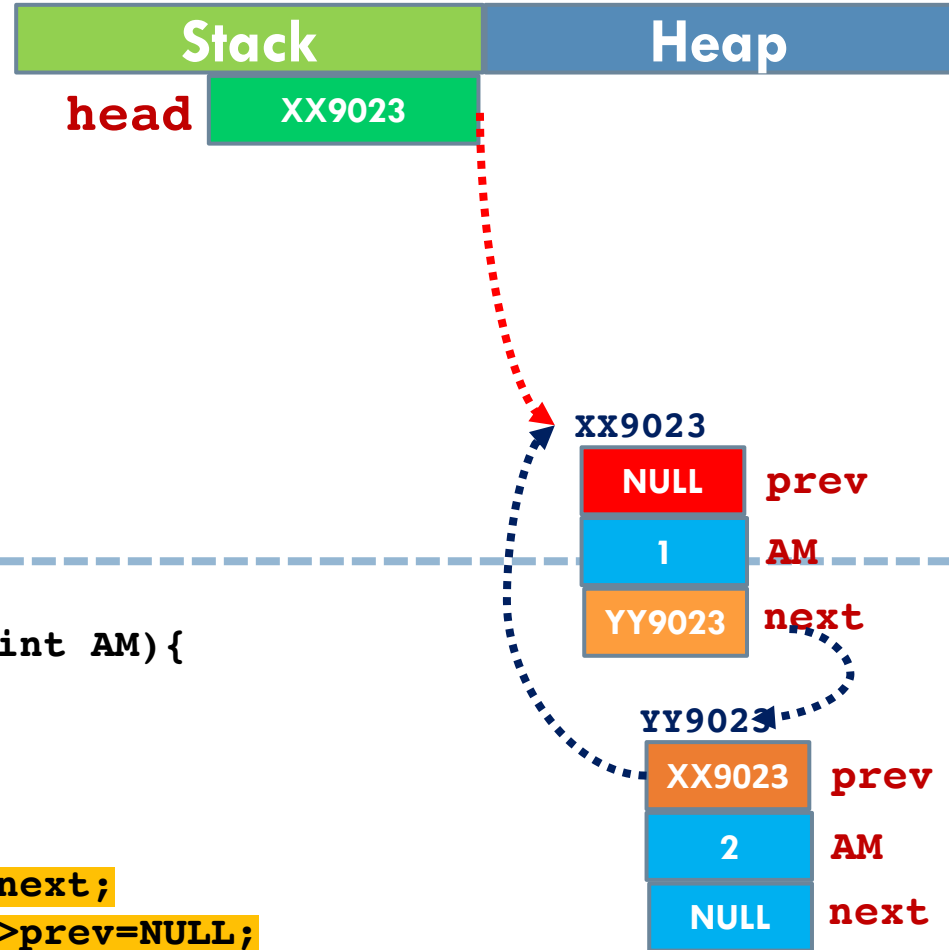 Stack Heap
head XX9023
XX9023
NULL prev
1 AM
YY9023 next
int AM){
YY9023
XX9023 prev
2 AM
next;
NULL next
>prev=NULL;